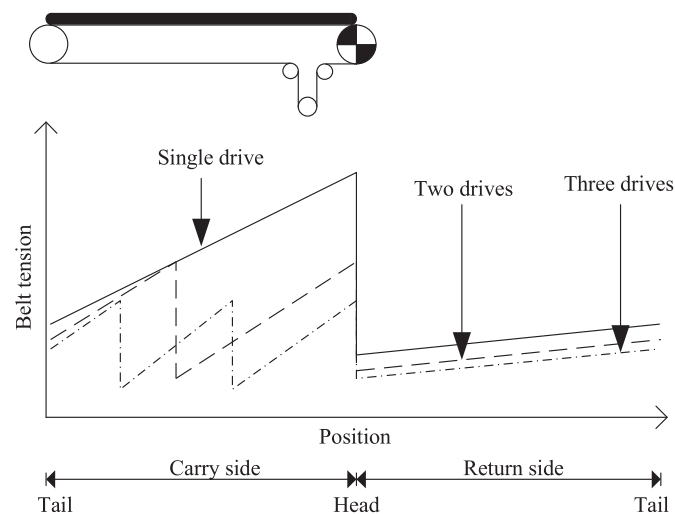 Single drive
Two drives
Three drives
Belt tension
Position
Carry side
Return side
Tail
Head
Tail